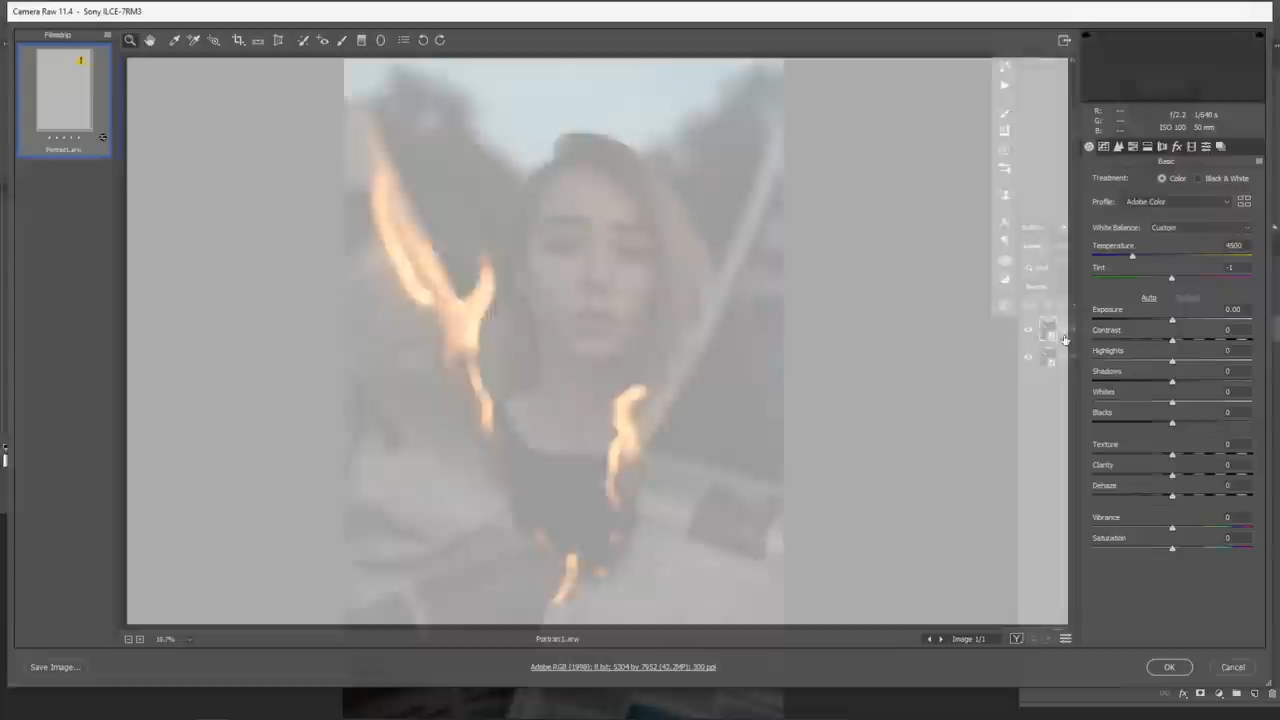 Camera Raw 11.4 - Sony ILCE-7RM3
Filmstrip
Portrait1.arw
R: ---
G: ---
B: ---
f/2.2 1/640 s
ISO 100 50 mm
Basic
Treatment: Color Black & White
Profile: Adobe Color
White Balance: Custom
Temperature 4500
Tint -1
Auto
Exposure 0.00
Contrast 0
Highlights 0
Shadows 0
Whites 0
Blacks 0
Texture 0
Clarity 0
Dehaze 0
Vibrance 0
Saturation 0
Portrait1.arw
Image 1/1
Save Image...
Adobe RGB (1998); 8 bit; 5304 by 7952 (42.2MP); 300 ppi
OK
Cancel